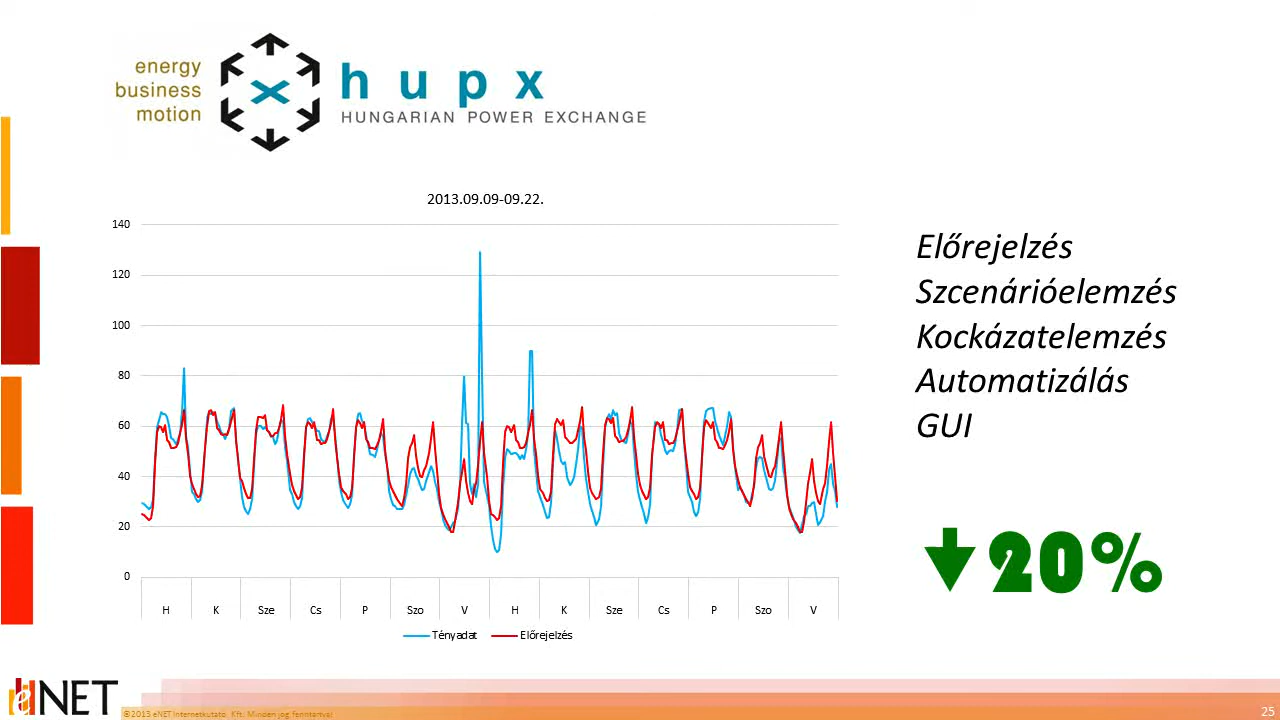 energy
business
motion
hupx
HUNGARIAN POWER EXCHANGE
2013.09.09-09.22.
140
120
100
80
60
40
20
0
H K Sze Cs P Szo V H K Sze Cs P Szo V
Tényadat Előrejelzés
Előrejelzés
Szcenárióelemzés
Kockázatelemzés
Automatizálás
GUI
20%
eNET
©2013 eNET Internetkutató Kft. Minden jog fenntartva!
25